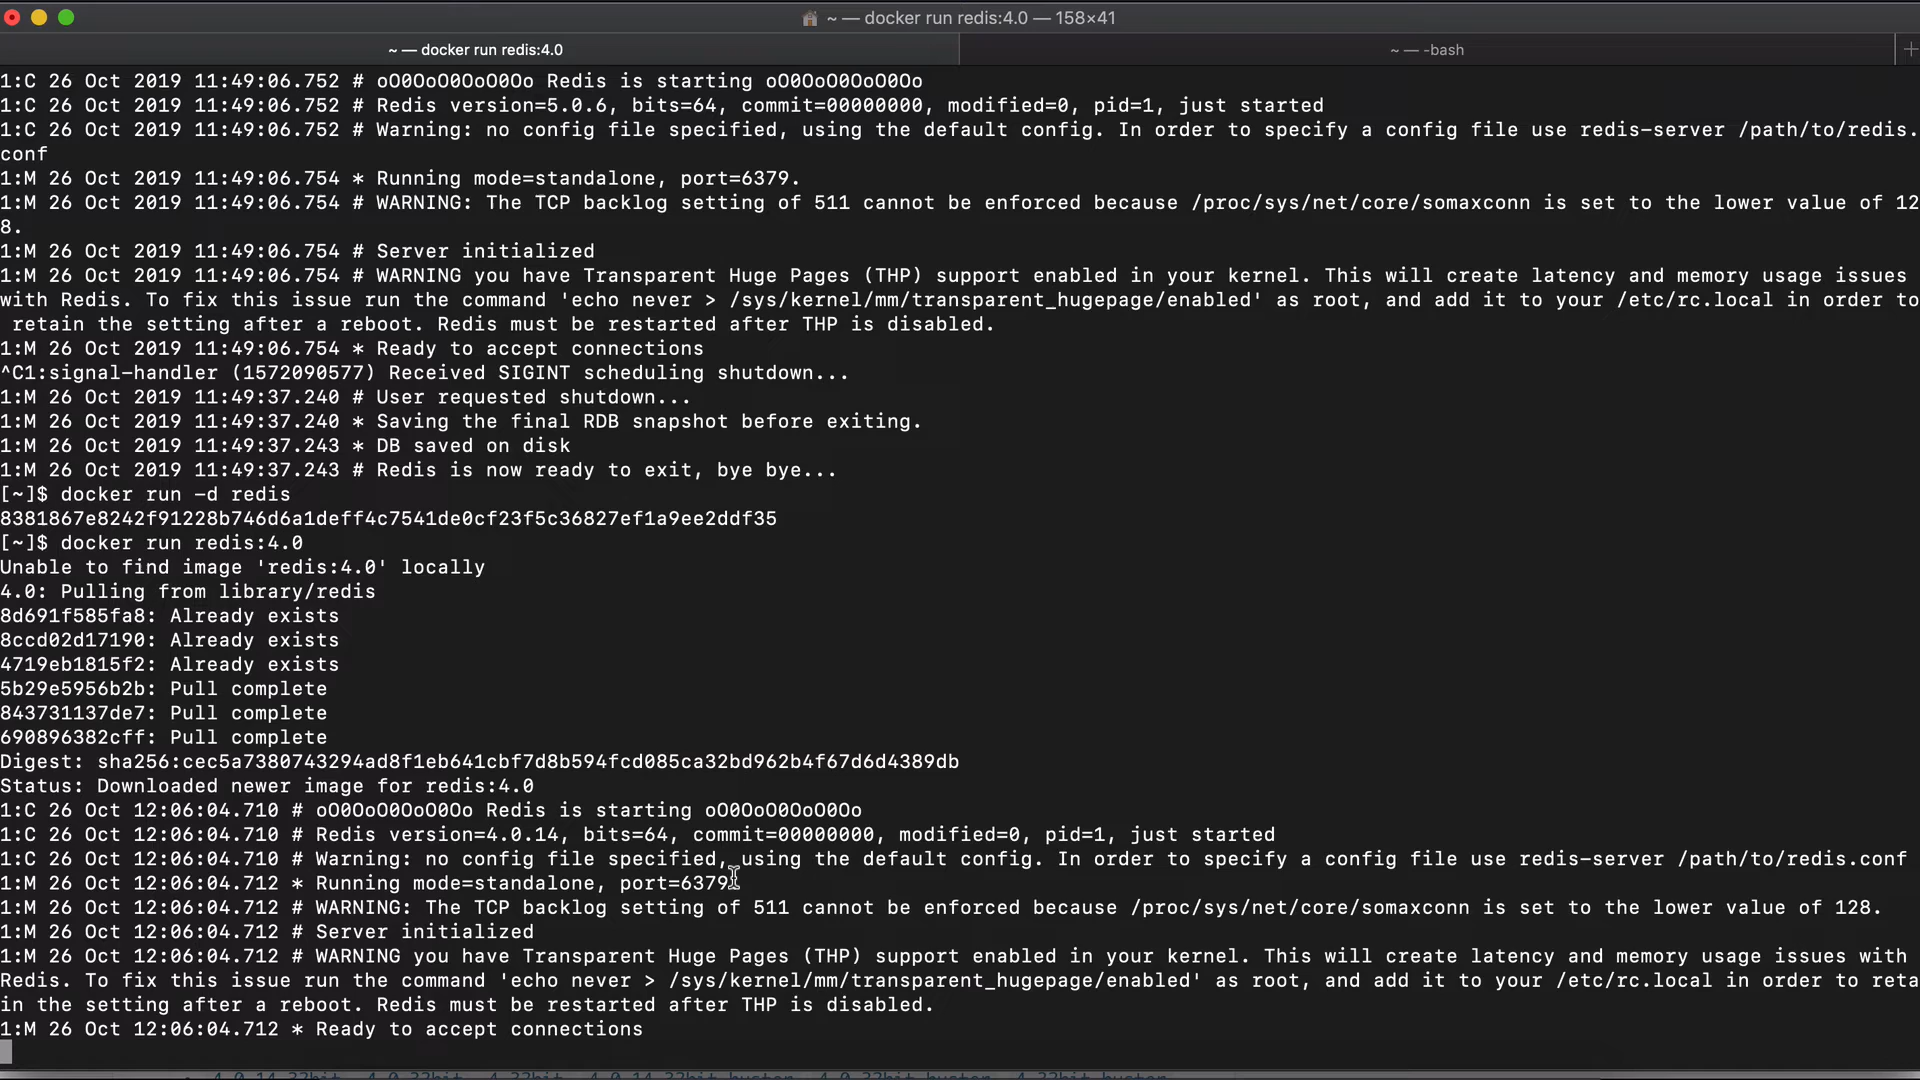 ~ — docker run redis:4.0 — 158×41
~ — docker run redis:4.0
~ — -bash
1:C 26 Oct 2019 11:49:06.752 # oO0OoO0OoO0Oo Redis is starting oO0OoO0OoO0Oo
1:C 26 Oct 2019 11:49:06.752 # Redis version=5.0.6, bits=64, commit=00000000, modified=0, pid=1, just started
1:C 26 Oct 2019 11:49:06.752 # Warning: no config file specified, using the default config. In order to specify a config file use redis-server /path/to/redis.
conf
1:M 26 Oct 2019 11:49:06.754 * Running mode=standalone, port=6379.
1:M 26 Oct 2019 11:49:06.754 # WARNING: The TCP backlog setting of 511 cannot be enforced because /proc/sys/net/core/somaxconn is set to the lower value of 12
8.
1:M 26 Oct 2019 11:49:06.754 # Server initialized
1:M 26 Oct 2019 11:49:06.754 # WARNING you have Transparent Huge Pages (THP) support enabled in your kernel. This will create latency and memory usage issues
with Redis. To fix this issue run the command 'echo never > /sys/kernel/mm/transparent_hugepage/enabled' as root, and add it to your /etc/rc.local in order to
retain the setting after a reboot. Redis must be restarted after THP is disabled.
1:M 26 Oct 2019 11:49:06.754 * Ready to accept connections
^C1:signal-handler (1572090577) Received SIGINT scheduling shutdown...
1:M 26 Oct 2019 11:49:37.240 # User requested shutdown...
1:M 26 Oct 2019 11:49:37.240 * Saving the final RDB snapshot before exiting.
1:M 26 Oct 2019 11:49:37.243 * DB saved on disk
1:M 26 Oct 2019 11:49:37.243 # Redis is now ready to exit, bye bye...
[~]$ docker run -d redis
8381867e8242f91228b746d6a1deff4c7541de0cf23f5c36827ef1a9ee2ddf35
[~]$ docker run redis:4.0
Unable to find image 'redis:4.0' locally
4.0: Pulling from library/redis
8d691f585fa8: Already exists
8ccd02d17190: Already exists
4719eb1815f2: Already exists
5b29e5956b2b: Pull complete
843731137de7: Pull complete
690896382cff: Pull complete
Digest: sha256:cec5a7380743294ad8f1eb641cbf7d8b594fcd085ca32bd962b4f67d6d4389db
Status: Downloaded newer image for redis:4.0
1:C 26 Oct 12:06:04.710 # oO0OoO0OoO0Oo Redis is starting oO0OoO0OoO0Oo
1:C 26 Oct 12:06:04.710 # Redis version=4.0.14, bits=64, commit=00000000, modified=0, pid=1, just started
1:C 26 Oct 12:06:04.710 # Warning: no config file specified, using the default config. In order to specify a config file use redis-server /path/to/redis.conf
1:M 26 Oct 12:06:04.712 * Running mode=standalone, port=6379.
1:M 26 Oct 12:06:04.712 # WARNING: The TCP backlog setting of 511 cannot be enforced because /proc/sys/net/core/somaxconn is set to the lower value of 128.
1:M 26 Oct 12:06:04.712 # Server initialized
1:M 26 Oct 12:06:04.712 # WARNING you have Transparent Huge Pages (THP) support enabled in your kernel. This will create latency and memory usage issues with
Redis. To fix this issue run the command 'echo never > /sys/kernel/mm/transparent_hugepage/enabled' as root, and add it to your /etc/rc.local in order to reta
in the setting after a reboot. Redis must be restarted after THP is disabled.
1:M 26 Oct 12:06:04.712 * Ready to accept connections